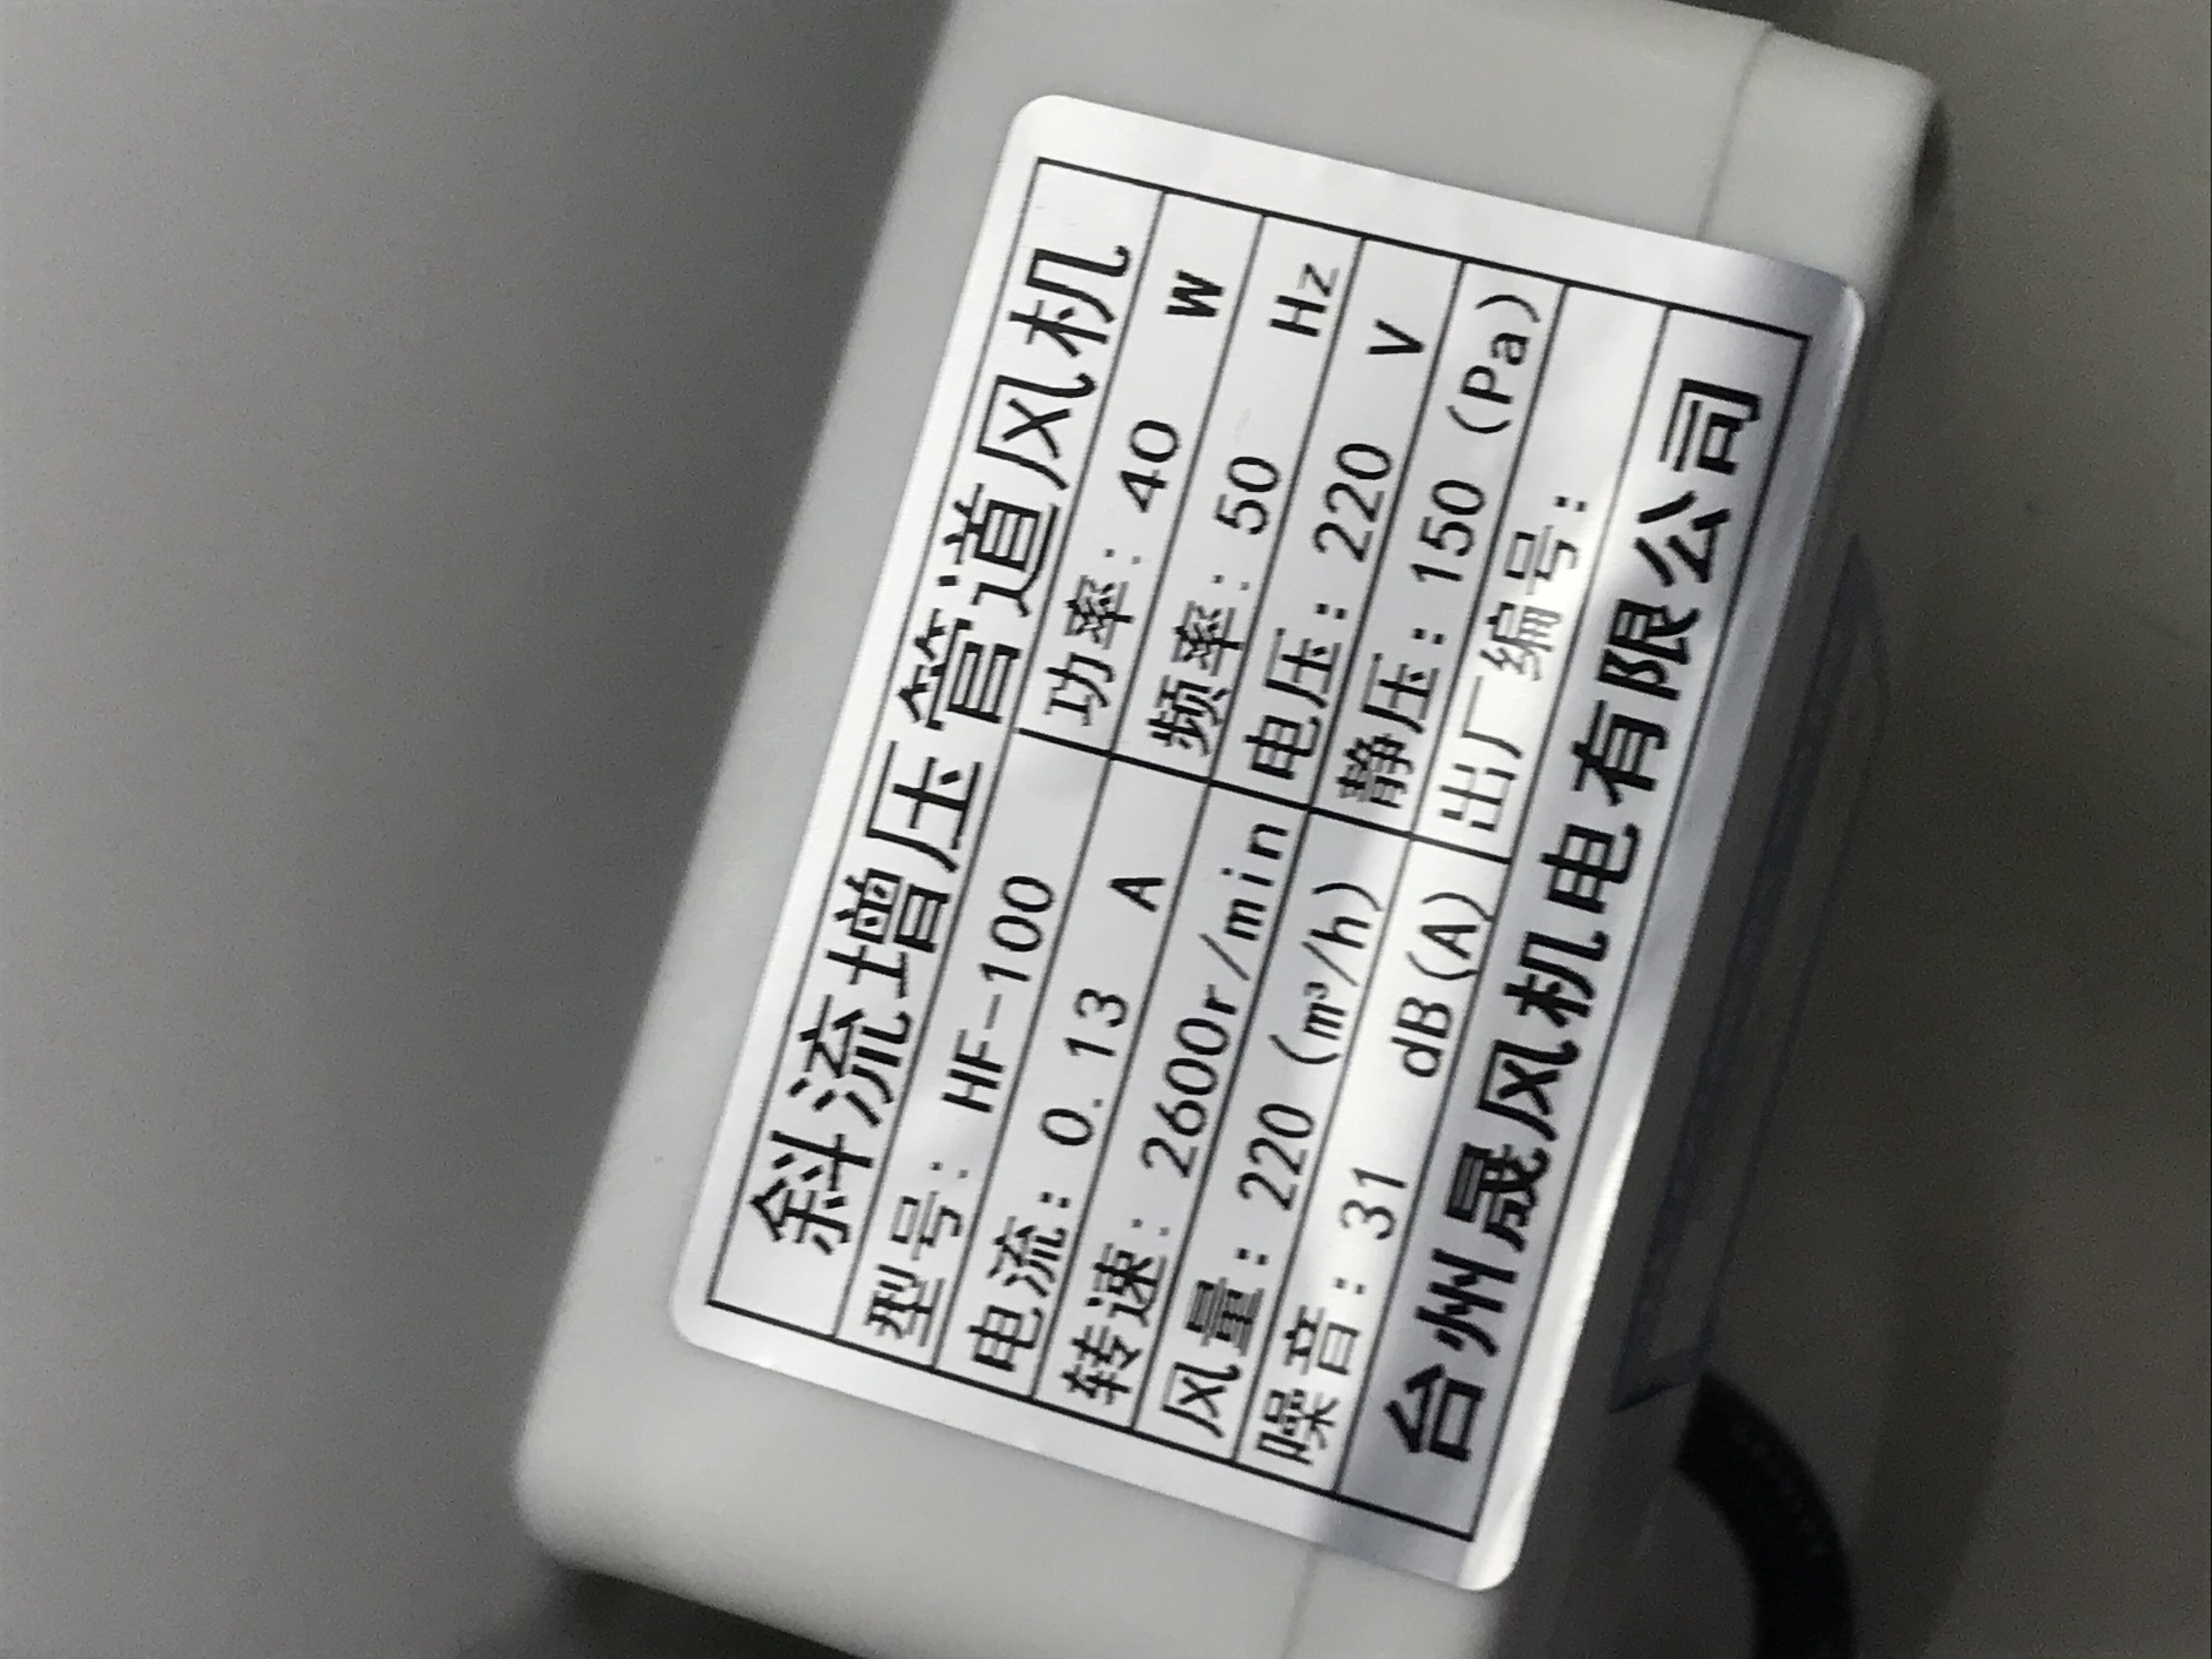 斜流增压管道风机
型号: HF-100 功率: 40 W
电流: 0.13 A 频率: 50 Hz
转速: 2600r/min 电压: 220 V
风量: 220 (m³/h) 静压: 150 (Pa)
噪音: 31 dB(A) 出厂编号:
台州晟风机电有限公司